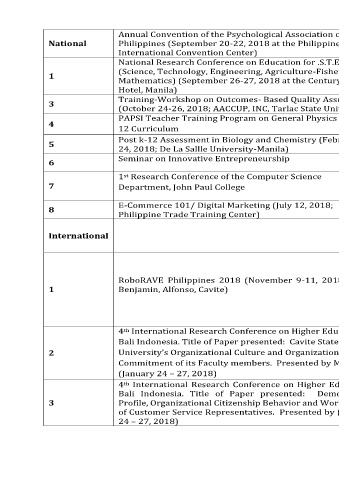 Annual Convention of the Psychological Association o
National
Philippines (September 20-22, 2018 at the Philippine
International Convention Center)
National Research Conference on Education for .S.T.E
1
(Science, Technology, Engineering, Agriculture-Fishe
Mathematics) (September 26-27, 2018 at the Century
Hotel, Manila)
3
Training-Workshop on Outcomes- Based Quality Assu
(October 24-26, 2018; AACCUP, INC, Tarlac State Uni
4
PAPSI Teacher Training Program on General Physics
12 Curriculum
5
Post k-12 Assessment in Biology and Chemistry (Feb
24, 2018; De La Sallle University-Manila)
6
Seminar on Innovative Entrepreneurship
7
1st Research Conference of the Computer Science
Department, John Paul College
8
E-Commerce 101/ Digital Marketing (July 12, 2018;
Philippine Trade Training Center)
International
1
RoboRAVE Philippines 2018 (November 9-11, 2018
Benjamin, Alfonso, Cavite)
2
4th International Research Conference on Higher Edu
Bali Indonesia. Title of Paper presented: Cavite State
University's Organizational Culture and Organization
Commitment of its Faculty members. Presented by M
(January 24 – 27, 2018)
3
4th International Research Conference on Higher Ed
Bali Indonesia. Title of Paper presented: Demo
Profile, Organizational Citizenship Behavior and Wor
of Customer Service Representatives. Presented by (
24 – 27, 2018)